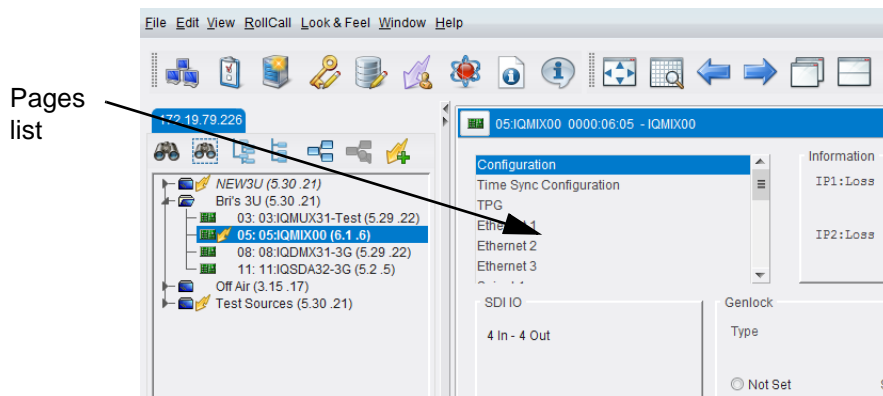 File Edit View RollCall Look & Feel Window Help
Pages
list
172.19.79.226
NEW3U (5.30 .21)
Bri's 3U (5.30 .21)
03: 03:IQMUX31-Test (5.29 .22)
05: 05:IQMIX00 (6.1 .6)
08: 08:IQDMX31-3G (5.29 .22)
11: 11:IQSDA32-3G (5.2 .5)
Off Air (3.15 .17)
Test Sources (5.30 .21)
05:IQMIX00 0000:06:05 - IQMIX00
Configuration
Time Sync Configuration
TPG
Ethernet 1
Ethernet 2
Ethernet 3
Information
IP1:Loss
IP2:Loss
SDI IO
4 In - 4 Out
Genlock
Type
Not Set